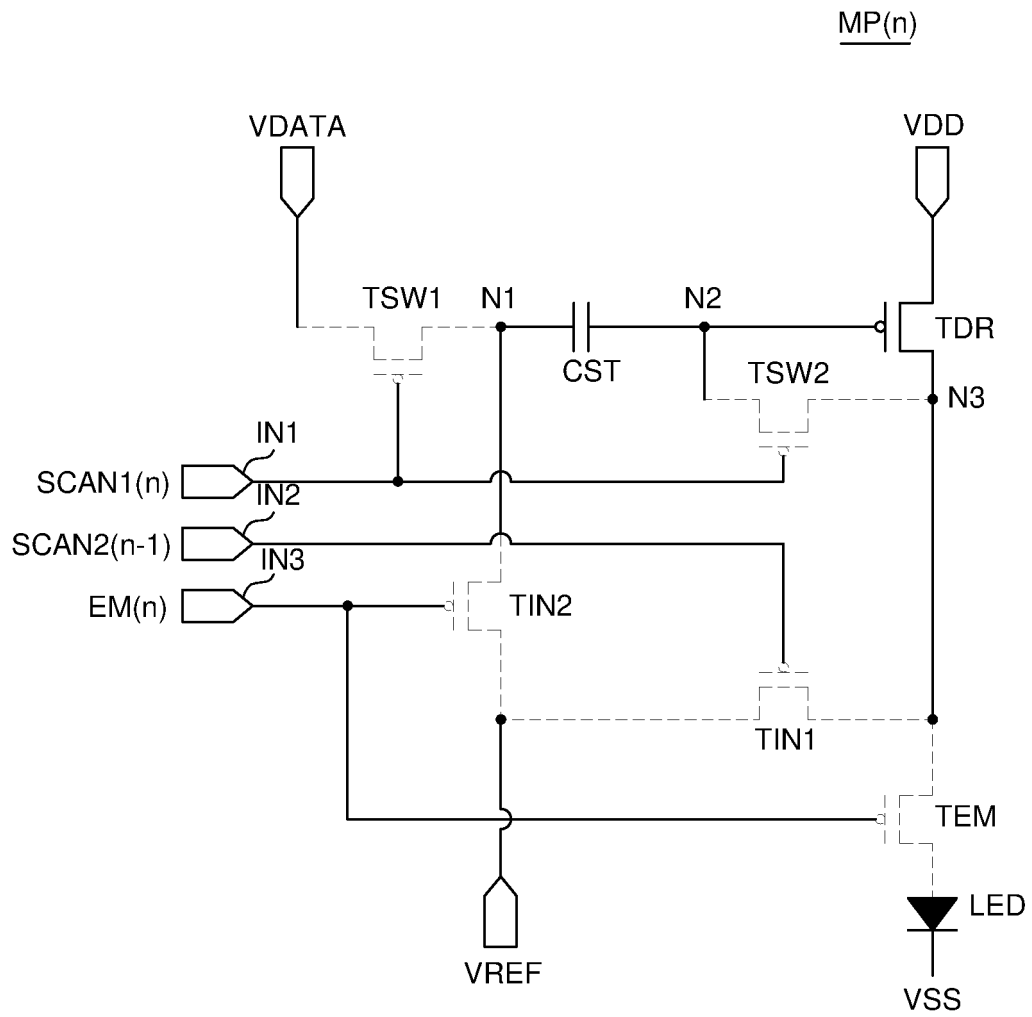 MP(n)
VDATA
VDD
TSW1
N1
N2
TDR
CST
TSW2
N3
IN1
SCAN1(n)
IN2
SCAN2(n-1)
IN3
EM(n)
TIN2
TIN1
TEM
LED
VREF
VSS